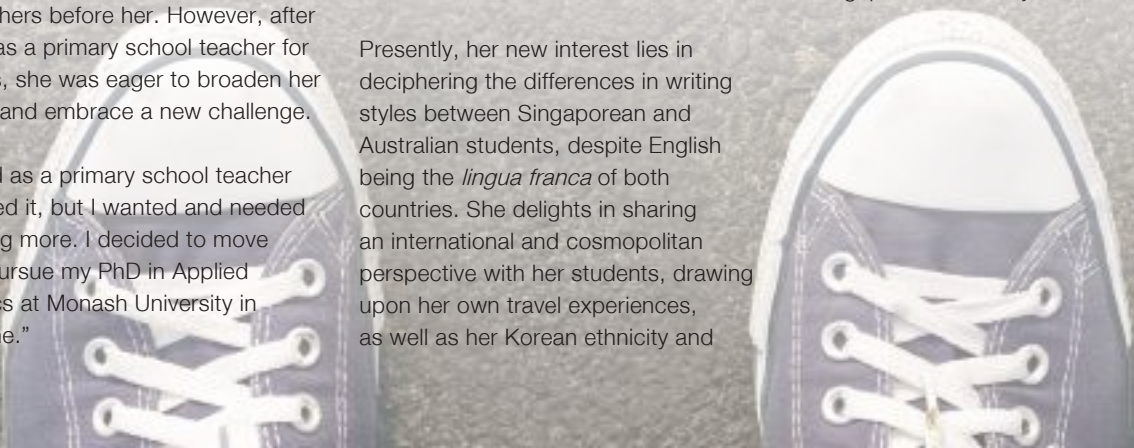 hers before her. However, after
as a primary school teacher for
, she was eager to broaden her
and embrace a new challenge.
as a primary school teacher
ed it, but I wanted and needed
g more. I decided to move
ursue my PhD in Applied
cs at Monash University in
ne.”
Presently, her new interest lies in
deciphering the differences in writing
styles between Singaporean and
Australian students, despite English
being the lingua franca of both
countries. She delights in sharing
an international and cosmopolitan
perspective with her students, drawing
upon her own travel experiences,
as well as her Korean ethnicity and